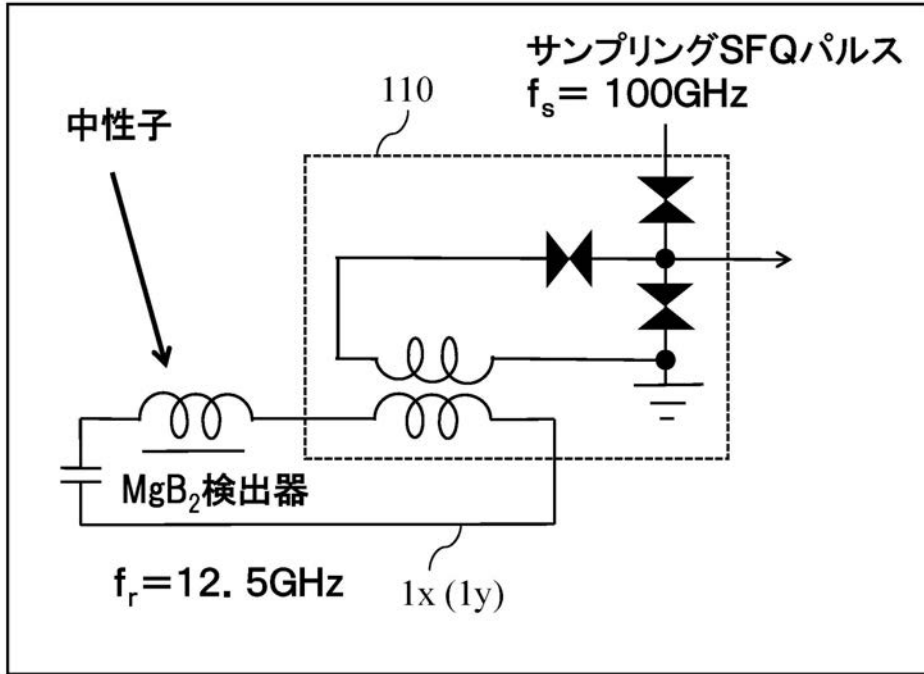 サンプリングSFQパルス
fs= 100GHz
110
中性子
MgB2検出器
fr=12. 5GHz
1x (1y)